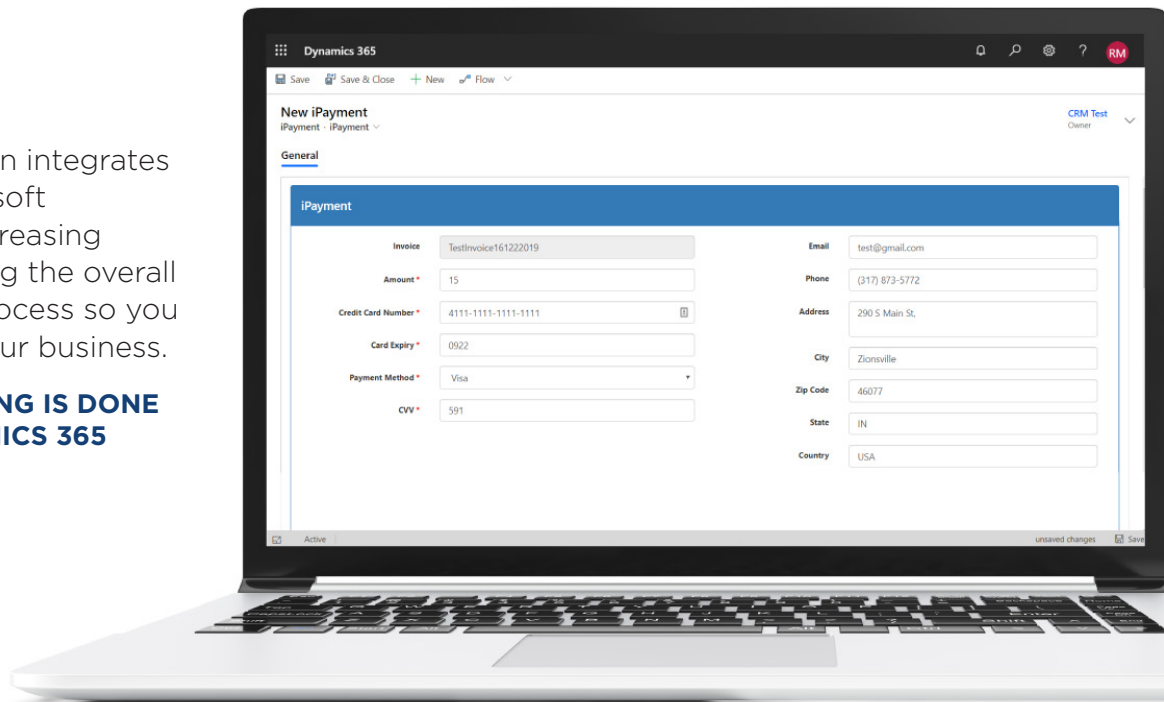 n integrates
soft
reasing
g the overall
ocess so you
ur business.
NG IS DONE
MICS 365
Dynamics 365
?
RM
Save
Save & Close
New
Flow
New iPayment
iPayment · iPayment
CRM Test
Owner
General
iPayment
Invoice
TestInvoice161222019
Amount *
15
Credit Card Number *
4111-1111-1111-1111
Card Expiry *
0922
Payment Method *
Visa
CVV *
591
Email
test@gmail.com
Phone
(317) 873-5772
Address
290 S Main St,
City
Zionsville
Zip Code
46077
State
IN
Country
USA
Active
unsaved changes
Save
Enter
Shift